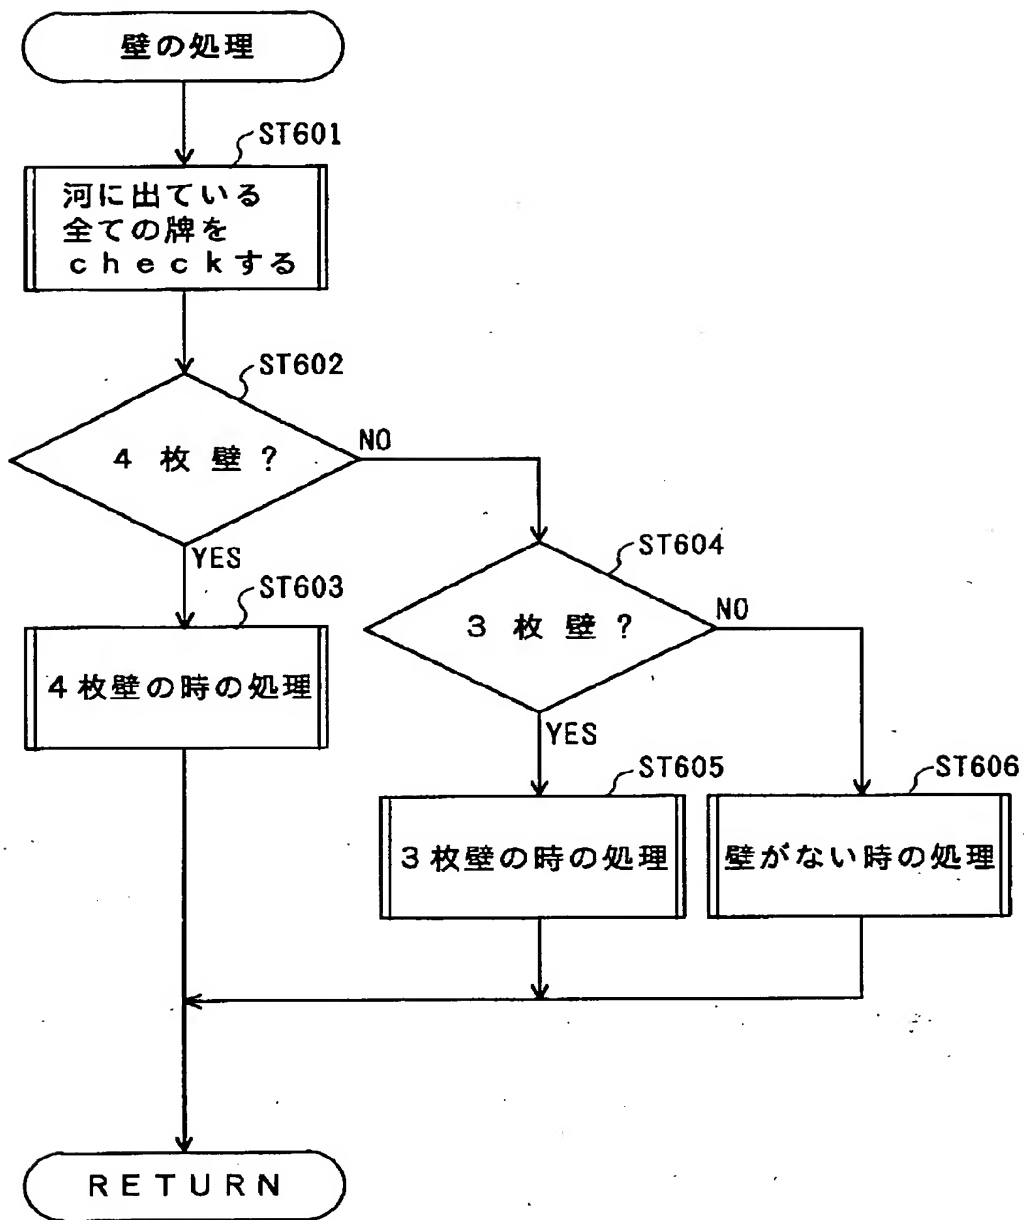 壁の処理
ST601
河に出ている
全ての牌を
checkする
ST602
4枚壁?
NO
YES
ST603
4枚壁の時の処理
ST604
3枚壁?
NO
YES
ST605
3枚壁の時の処理
ST606
壁がない時の処理
RETURN